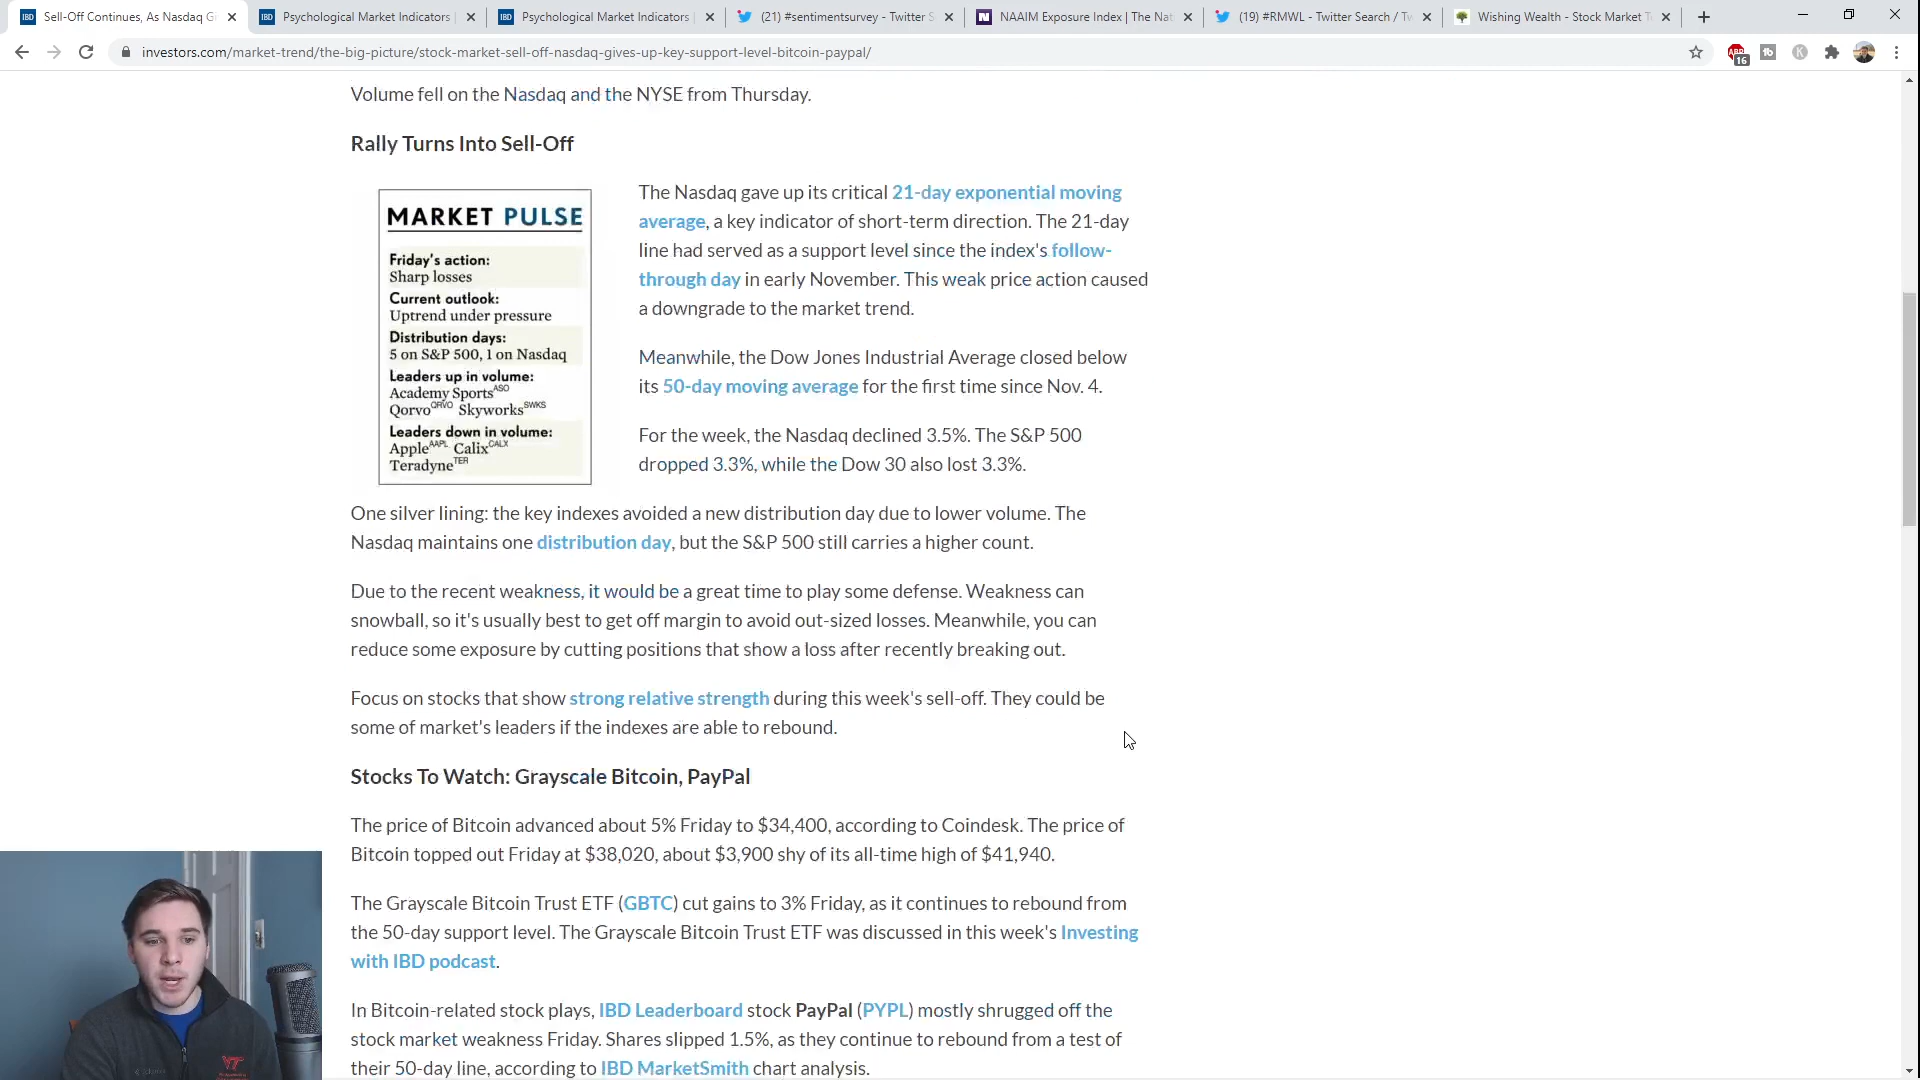 Sell-Off Continues, As Nasdaq Gi
Psychological Market Indicators |
Psychological Market Indicators |
(21) #sentimentsurvey - Twitter S
NAAIM Exposure Index | The Nat
(19) #RMWL - Twitter Search / Tw
Wishing Wealth - Stock Market T
investors.com/market-trend/the-big-picture/stock-market-sell-off-nasdaq-gives-up-key-support-level-bitcoin-paypal/
16
Volume fell on the Nasdaq and the NYSE from Thursday.
Rally Turns Into Sell-Off
MARKET PULSE
Friday's action:
Sharp losses
Current outlook:
Uptrend under pressure
Distribution days:
5 on S&P 500, 1 on Nasdaq
Leaders up in volume:
Academy Sports ASO
Qorvo QRVO Skyworks SWKS
Leaders down in volume:
Apple AAPL Calix CALX
Teradyne TER
The Nasdaq gave up its critical 21-day exponential moving
average, a key indicator of short-term direction. The 21-day
line had served as a support level since the index's follow-
through day in early November. This weak price action caused
a downgrade to the market trend.
Meanwhile, the Dow Jones Industrial Average closed below
its 50-day moving average for the first time since Nov. 4.
For the week, the Nasdaq declined 3.5%. The S&P 500
dropped 3.3%, while the Dow 30 also lost 3.3%.
One silver lining: the key indexes avoided a new distribution day due to lower volume. The
Nasdaq maintains one distribution day, but the S&P 500 still carries a higher count.
Due to the recent weakness, it would be a great time to play some defense. Weakness can
snowball, so it's usually best to get off margin to avoid out-sized losses. Meanwhile, you can
reduce some exposure by cutting positions that show a loss after recently breaking out.
Focus on stocks that show strong relative strength during this week's sell-off. They could be
some of market's leaders if the indexes are able to rebound.
Stocks To Watch: Grayscale Bitcoin, PayPal
The price of Bitcoin advanced about 5% Friday to $34,400, according to Coindesk. The price of
Bitcoin topped out Friday at $38,020, about $3,900 shy of its all-time high of $41,940.
The Grayscale Bitcoin Trust ETF (GBTC) cut gains to 3% Friday, as it continues to rebound from
the 50-day support level. The Grayscale Bitcoin Trust ETF was discussed in this week's Investing
with IBD podcast.
In Bitcoin-related stock plays, IBD Leaderboard stock PayPal (PYPL) mostly shrugged off the
stock market weakness Friday. Shares slipped 1.5%, as they continue to rebound from a test of
their 50-day line, according to IBD MarketSmith chart analysis.